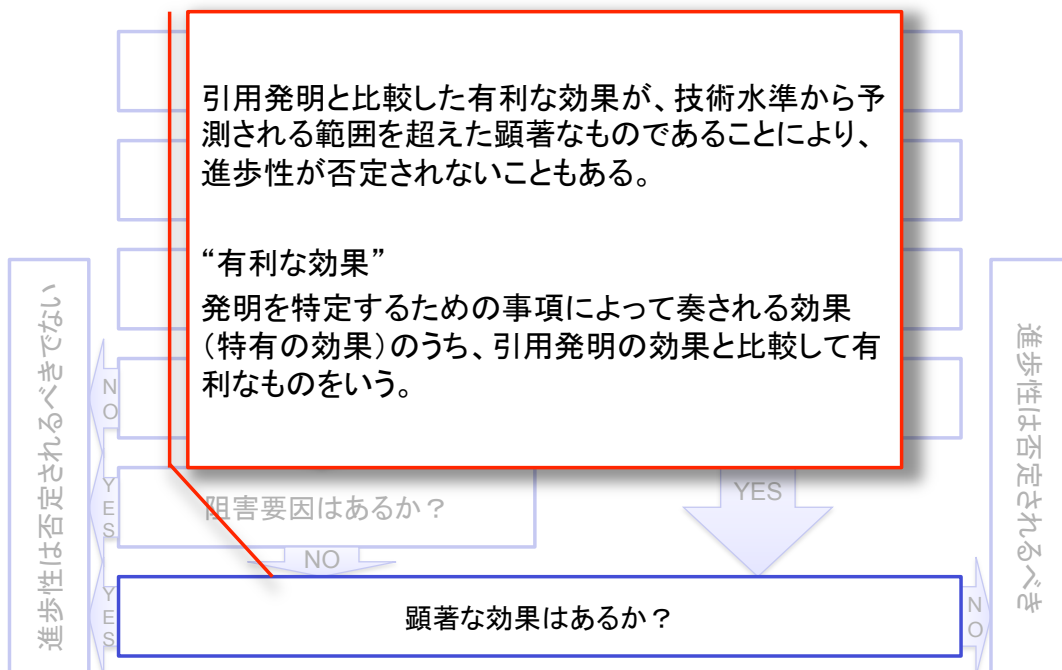 引用発明と比較した有利な効果が、技術水準から予
測される範囲を超えた顕著なものであることにより、
進歩性が否定されないこともある。
“有利な効果”
発明を特定するための事項によって奏される効果
（特有の効果）のうち、引用発明の効果と比較して有
利なものをいう。
進歩性は否定されるべきでない
NO
YES
阻害要因はあるか？
YES
NO
YES
顕著な効果はあるか？
NO
進歩性は否定されるべき